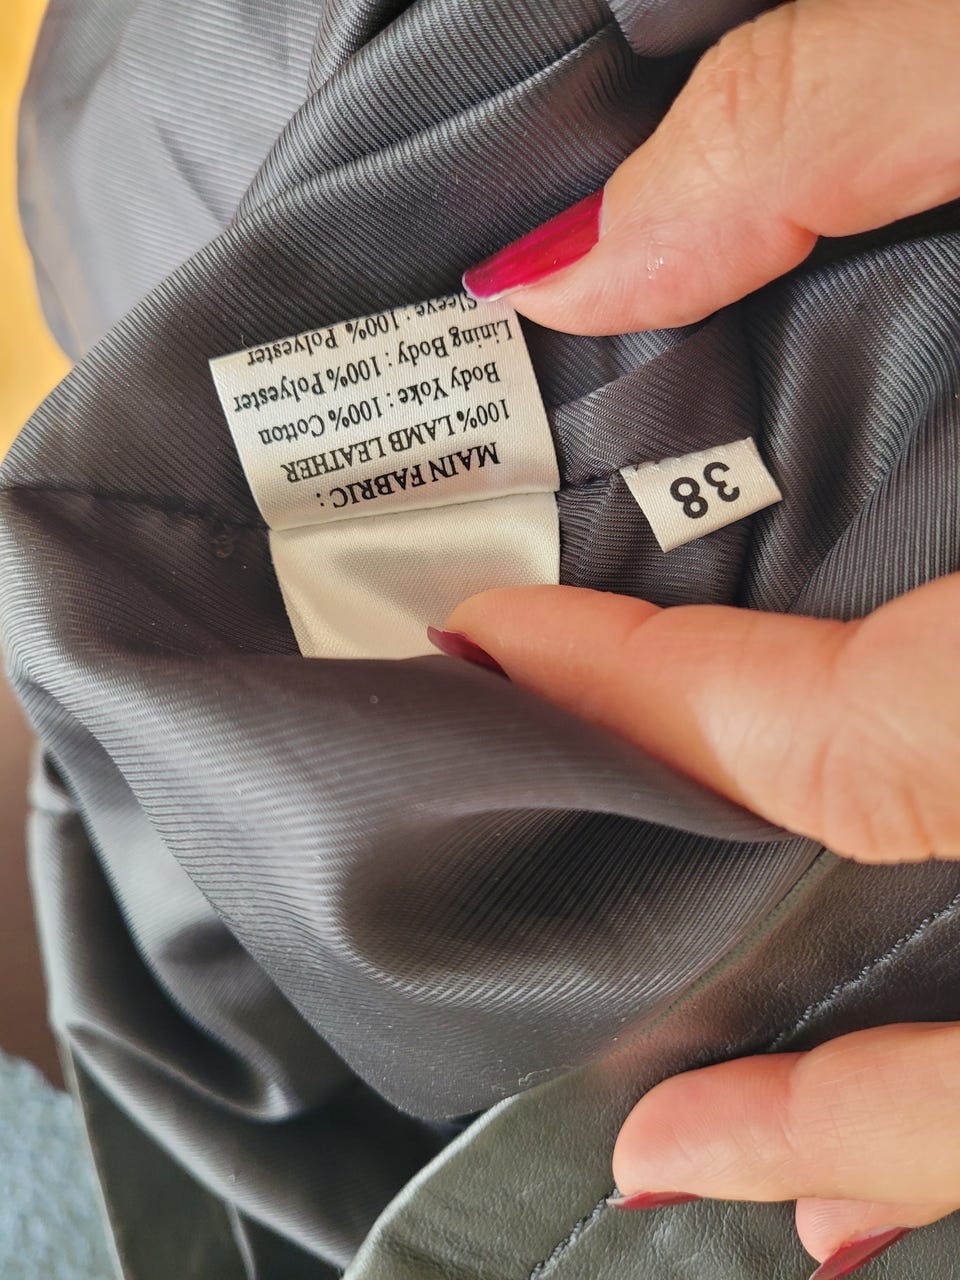 MAIN FABRIC :
100% LAMB LEATHER
Body Yoke : 100% Cotton
Lining Body : 100% Polyester
Sleeve : 100% Polyester
38